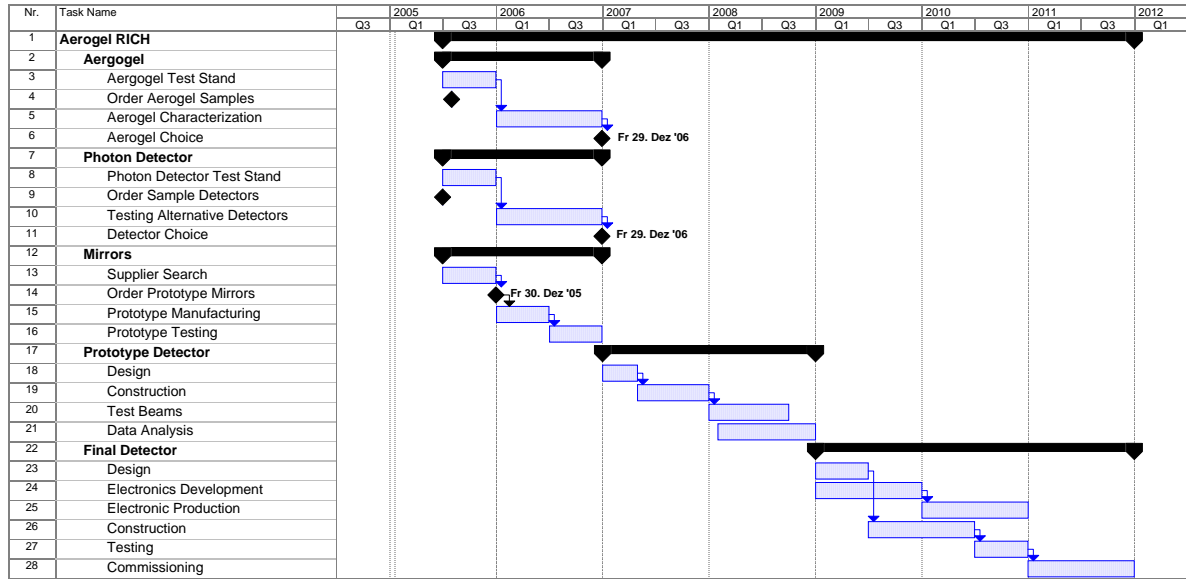 Nr. Task Name 2005 2006 2007 2008 2009 2010 2011 2012
Q3 Q1 Q3 Q1 Q3 Q1 Q3 Q1 Q3 Q1 Q3 Q1 Q3 Q1 Q3 Q1
1 Aerogel RICH
2 Aergogel
3 Aergogel Test Stand
4 Order Aerogel Samples
5 Aerogel Characterization
6 Aerogel Choice Fr 29. Dez '06
7 Photon Detector
8 Photon Detector Test Stand
9 Order Sample Detectors
10 Testing Alternative Detectors
11 Detector Choice Fr 29. Dez '06
12 Mirrors
13 Supplier Search
14 Order Prototype Mirrors Fr 30. Dez '05
15 Prototype Manufacturing
16 Prototype Testing
17 Prototype Detector
18 Design
19 Construction
20 Test Beams
21 Data Analysis
22 Final Detector
23 Design
24 Electronics Development
25 Electronic Production
26 Construction
27 Testing
28 Commissioning